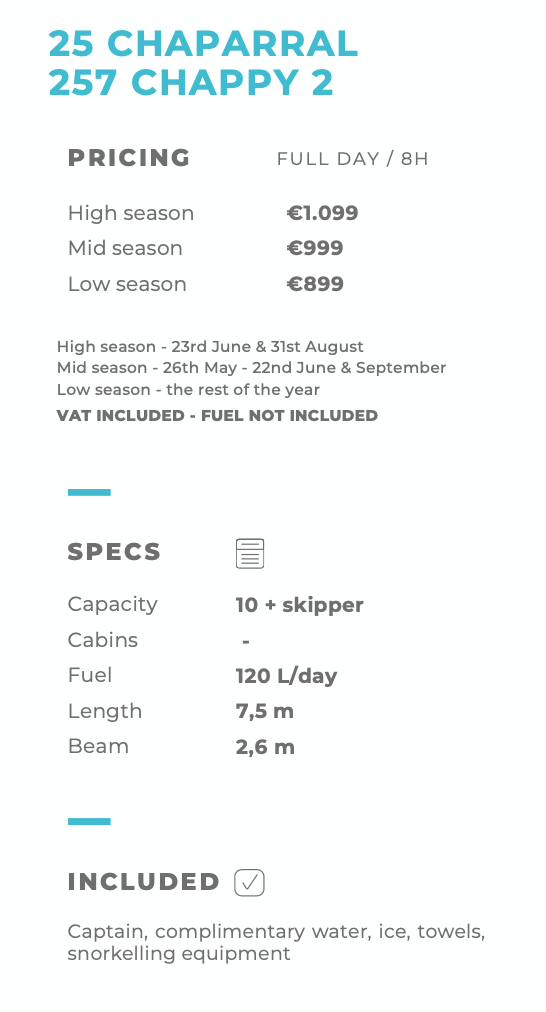 25 CHAPARRAL
257 CHAPPY 2
PRICING FULL DAY / 8H
High season €1.099
Mid season €999
Low season €899
High season - 23rd June & 31st August
Mid season - 26th May - 22nd June & September
Low season - the rest of the year
VAT INCLUDED - FUEL NOT INCLUDED
SPECS
Capacity 10 + skipper
Cabins -
Fuel 120 L/day
Length 7,5 m
Beam 2,6 m
INCLUDED
Captain, complimentary water, ice, towels,
snorkelling equipment